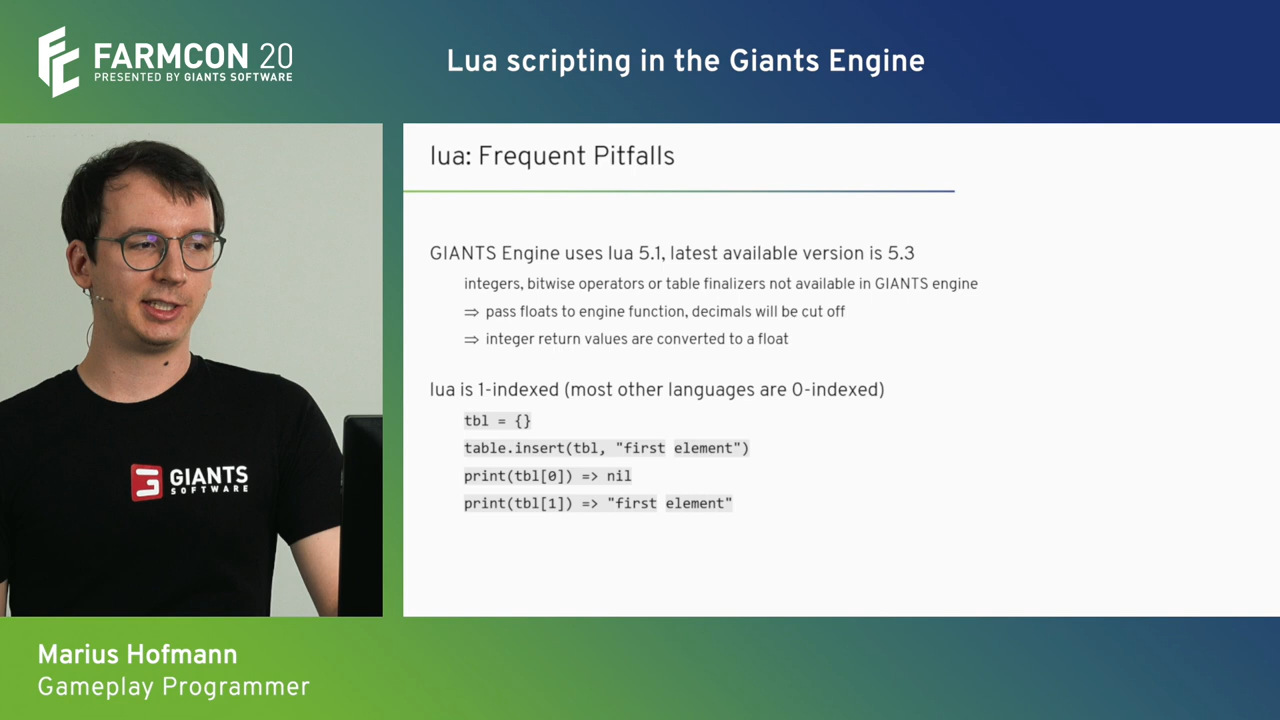 FARMCON 20
PRESENTED BY GIANTS SOFTWARE
Lua scripting in the Giants Engine
lua: Frequent Pitfalls
GIANTS Engine uses lua 5.1, latest available version is 5.3
integers, bitwise operators or table finalizers not available in GIANTS engine
⇒ pass floats to engine function, decimals will be cut off
⇒ integer return values are converted to a float
lua is 1-indexed (most other languages are 0-indexed)
tbl = {}
table.insert(tbl, "first element")
print(tbl[0]) => nil
print(tbl[1]) => "first element"
GIANTS
SOFTWARE
Marius Hofmann
Gameplay Programmer